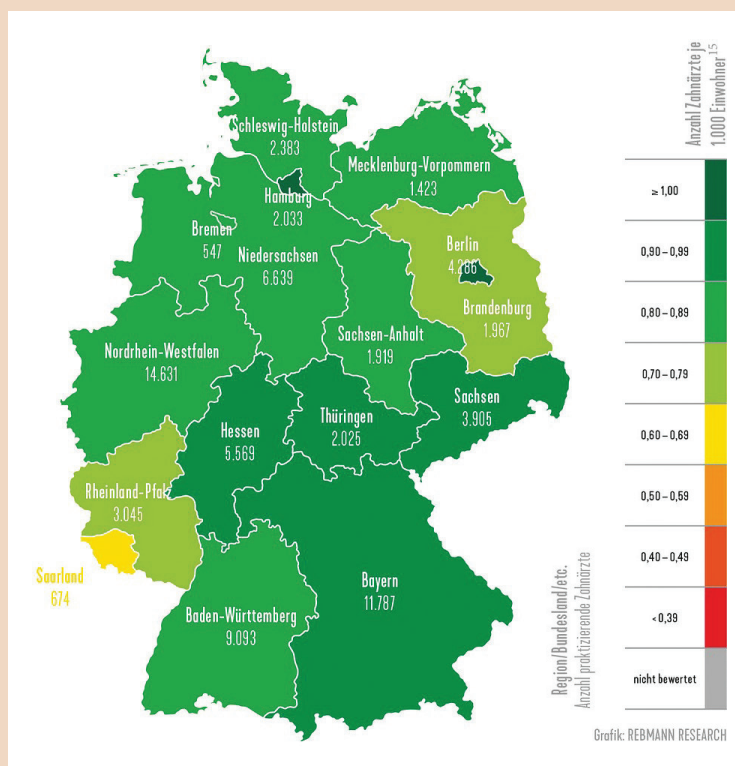 Schleswig-Holstein
2.383
Mecklenburg-Vorpommern
1.423
Hamburg
2.033
Bremen
547
Niedersachsen
6.639
Berlin
4.286
Brandenburg
1.967
Sachsen-Anhalt
1.919
Nordrhein-Westfalen
14.631
Sachsen
3.905
Thüringen
2.025
Hessen
5.569
Rheinland-Pfalz
3.045
Saarland
674
Bayern
11.787
Baden-Württemberg
9.093
Anzahl Zahnärzte je
1.000 Einwohner15
≥ 1,00
0,90 – 0,99
0,80 – 0,89
0,70 – 0,79
0,60 – 0,69
0,50 – 0,59
0,40 – 0,49
< 0,39
nicht bewertet
Region/Bundesland/etc.
Anzahl praktizierende Zahnärzte
Grafik: REBMANN RESEARCH